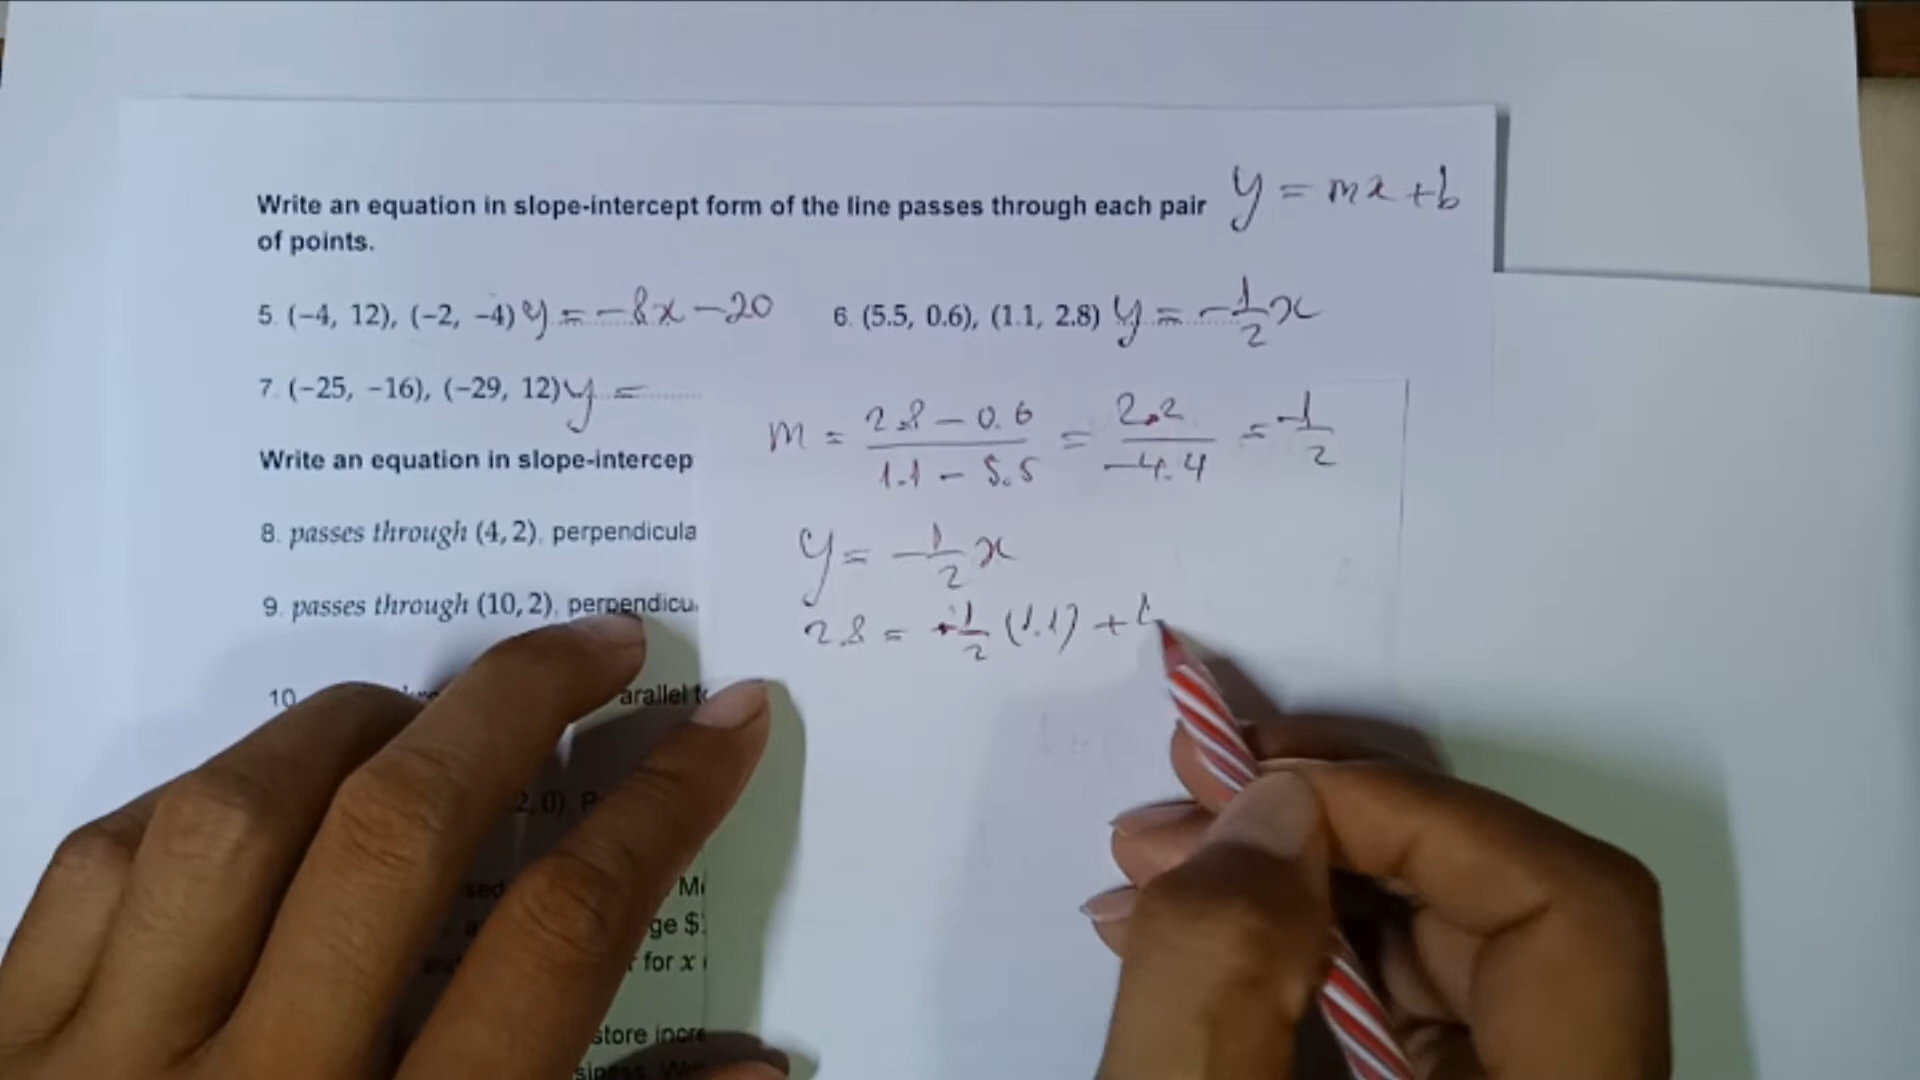 Write an equation in slope-intercept form of the line passes through each pair y = mx + b
of points.
5. (−4, 12), (−2, −4) y = −8x − 20 6. (5.5, 0.6), (1.1, 2.8) y = −1/2 x
7. (−25, −16), (−29, 12) y =
m = 2.8 − 0.6 / 1.1 − 5.5 = 2.2 / −4.4 = −1/2
Write an equation in slope-intercep
8. passes through (4, 2), perpendicula
y = −1/2 x
9. passes through (10, 2), perpendicu
2.8 = −1/2 (1.1) +
10. arallel t
2, 0), P
sed M
ge $
for x
store incre